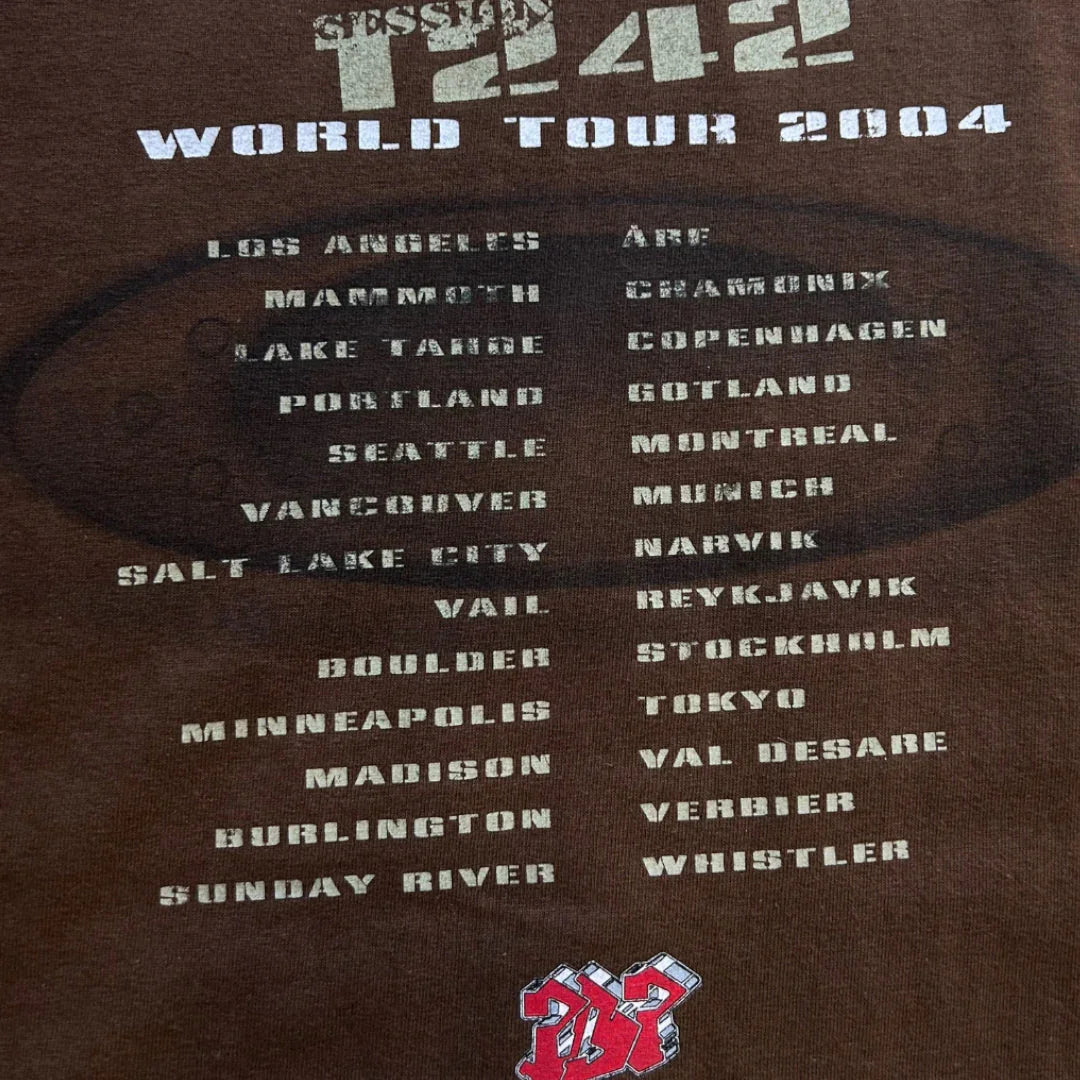 SESSION
1242
WORLD TOUR 2004
LOS ANGELES
MAMMOTH
LAKE TAHOE
PORTLAND
SEATTLE
VANCOUVER
SALT LAKE CITY
VAIL
BOULDER
MINNEAPOLIS
MADISON
BURLINGTON
SUNDAY RIVER
ÅRE
CHAMONIX
COPENHAGEN
GOTLAND
MONTREAL
MUNICH
NARVIK
REYKJAVIK
STOCKHOLM
TOKYO
VAL DESARE
VERBIER
WHISTLER